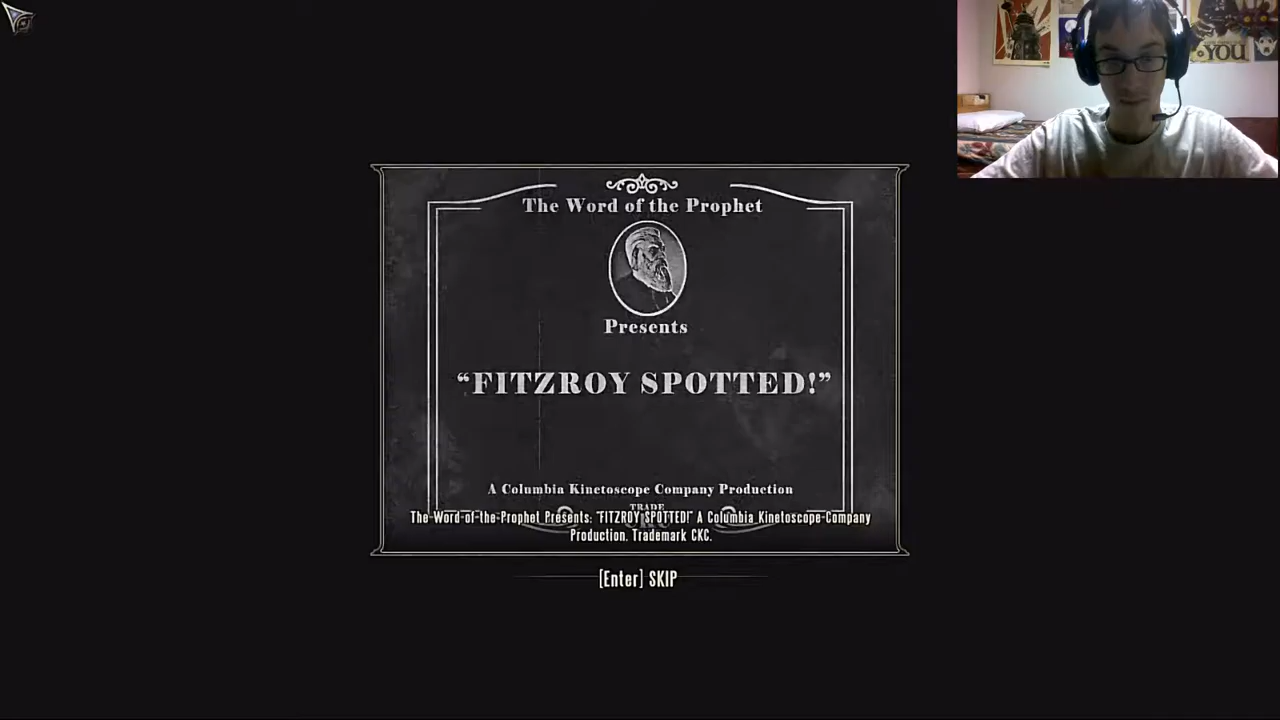 YOU
The Word of the Prophet
Presents
“FITZROY SPOTTED!”
A Columbia Kinetoscope Company Production
TRADE
The Word of the Prophet Presents: "FITZROY SPOTTED!" A Columbia Kinetoscope Company
Production. Trademark CKC.
[Enter] SKIP